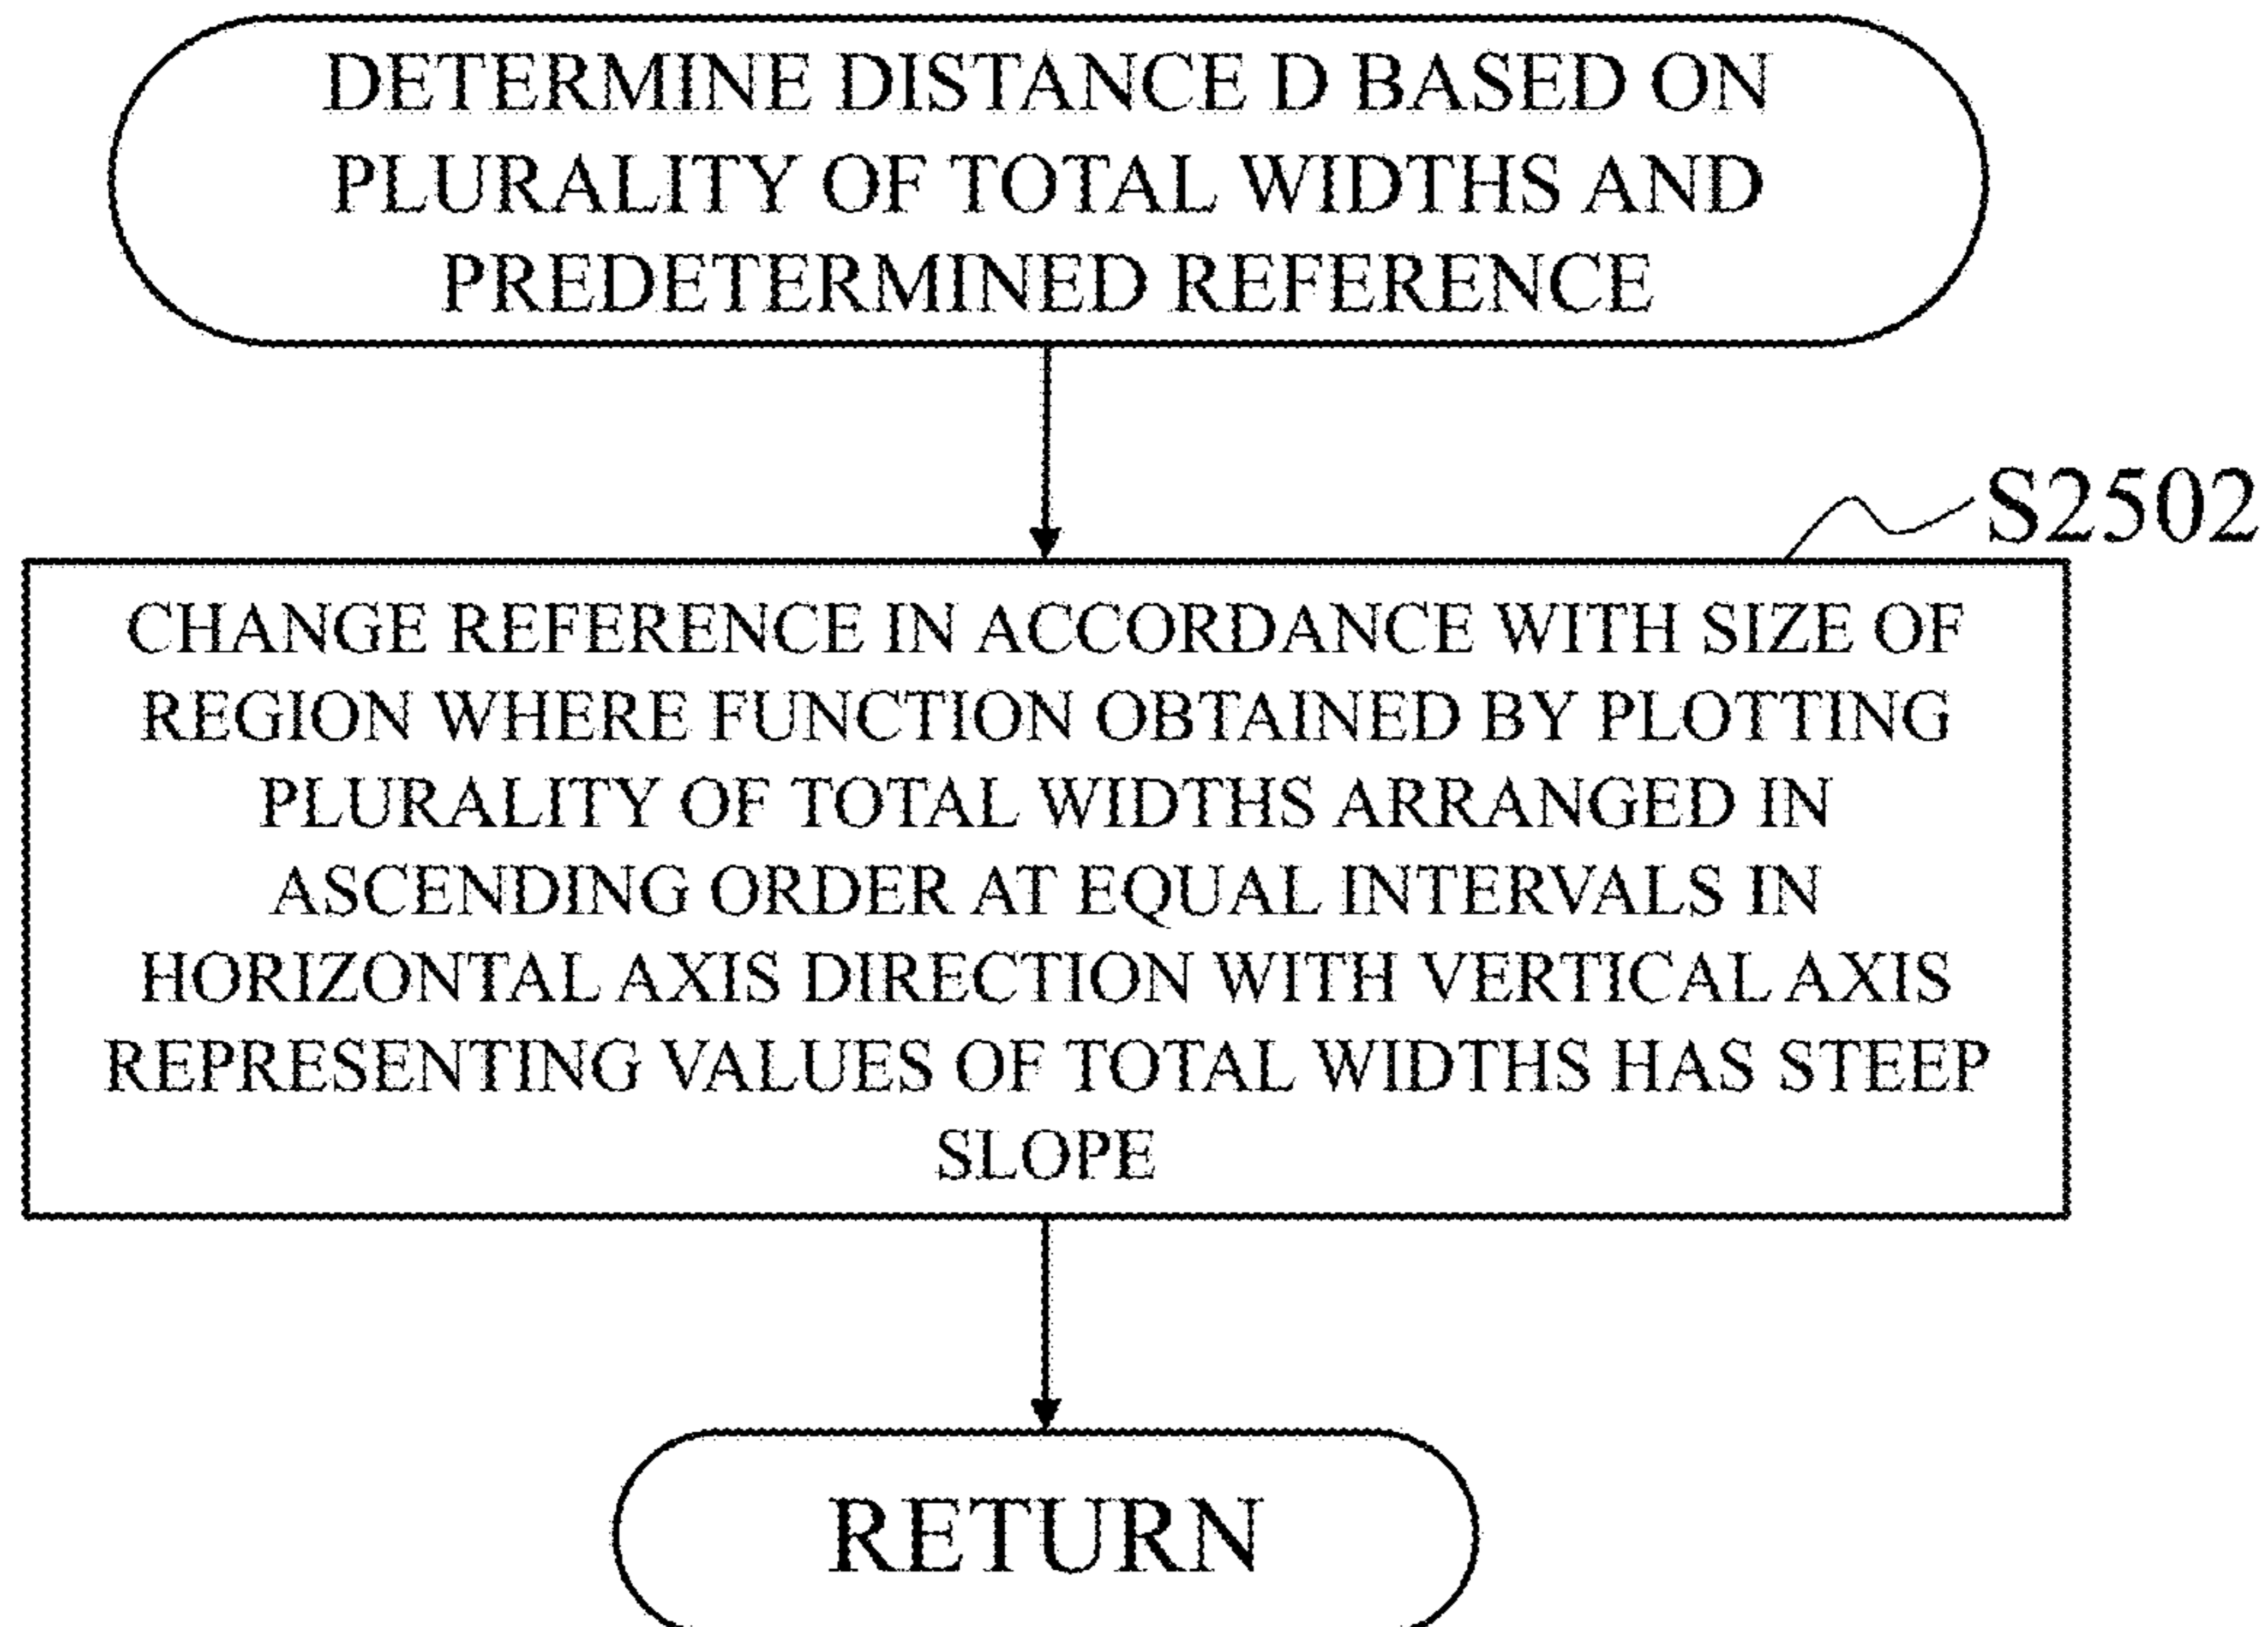 DETERMINE DISTANCE D BASED ON
PLURALITY OF TOTAL WIDTHS AND
PREDETERMINED REFERENCE
S2502
CHANGE REFERENCE IN ACCORDANCE WITH SIZE OF
REGION WHERE FUNCTION OBTAINED BY PLOTTING
PLURALITY OF TOTAL WIDTHS ARRANGED IN
ASCENDING ORDER AT EQUAL INTERVALS IN
HORIZONTAL AXIS DIRECTION WITH VERTICAL AXIS
REPRESENTING VALUES OF TOTAL WIDTHS HAS STEEP
SLOPE
RETURN